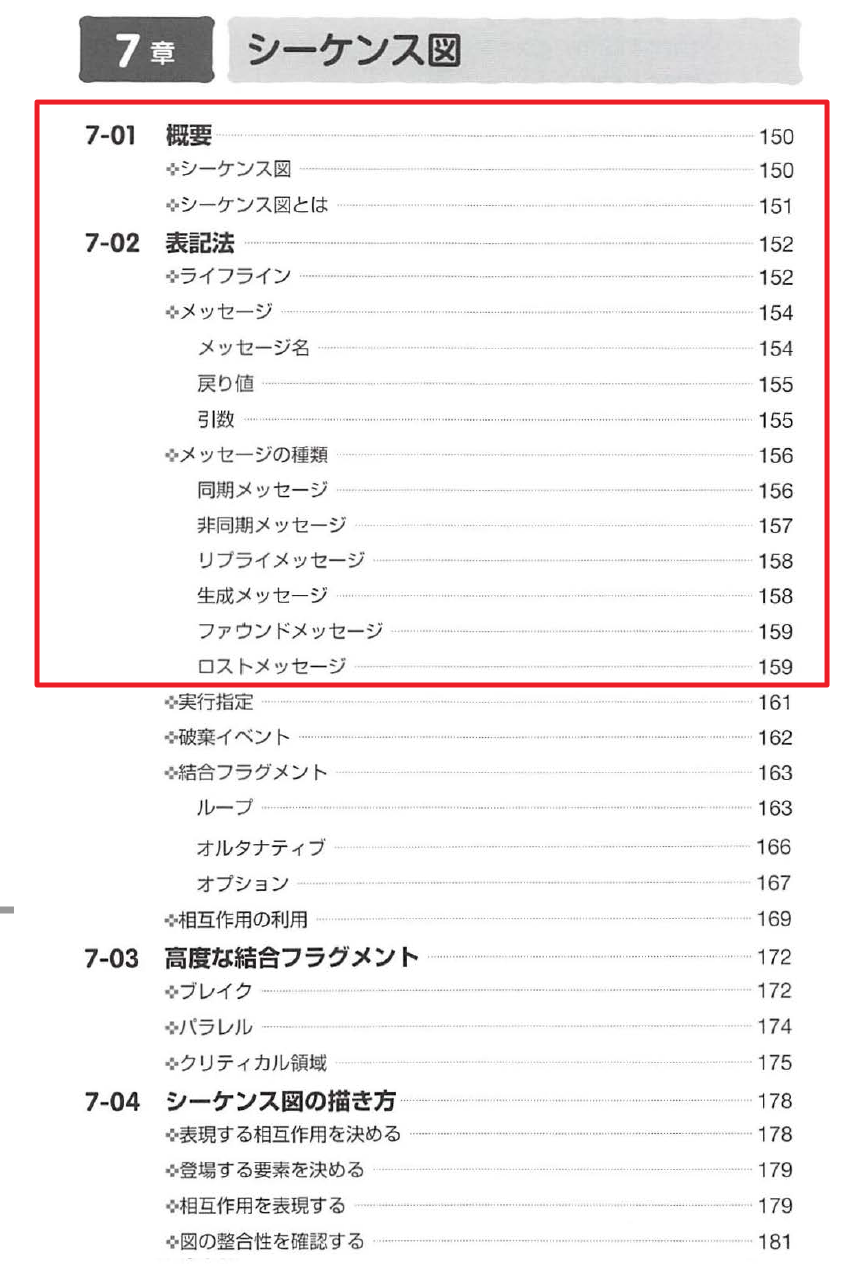 7章 シーケンス図
7-01 概要 150
❖シーケンス図 150
❖シーケンス図とは 151
7-02 表記法 152
❖ライフライン 152
❖メッセージ 154
メッセージ名 154
戻り値 155
引数 155
❖メッセージの種類 156
同期メッセージ 156
非同期メッセージ 157
リプライメッセージ 158
生成メッセージ 158
ファウンドメッセージ 159
ロストメッセージ 159
❖実行指定 161
❖破棄イベント 162
❖結合フラグメント 163
ループ 163
オルタナティブ 166
オプション 167
❖相互作用の利用 169
7-03 高度な結合フラグメント 172
❖ブレイク 172
❖パラレル 174
❖クリティカル領域 175
7-04 シーケンス図の描き方 178
❖表現する相互作用を決める 178
❖登場する要素を決める 179
❖相互作用を表現する 179
❖図の整合性を確認する 181